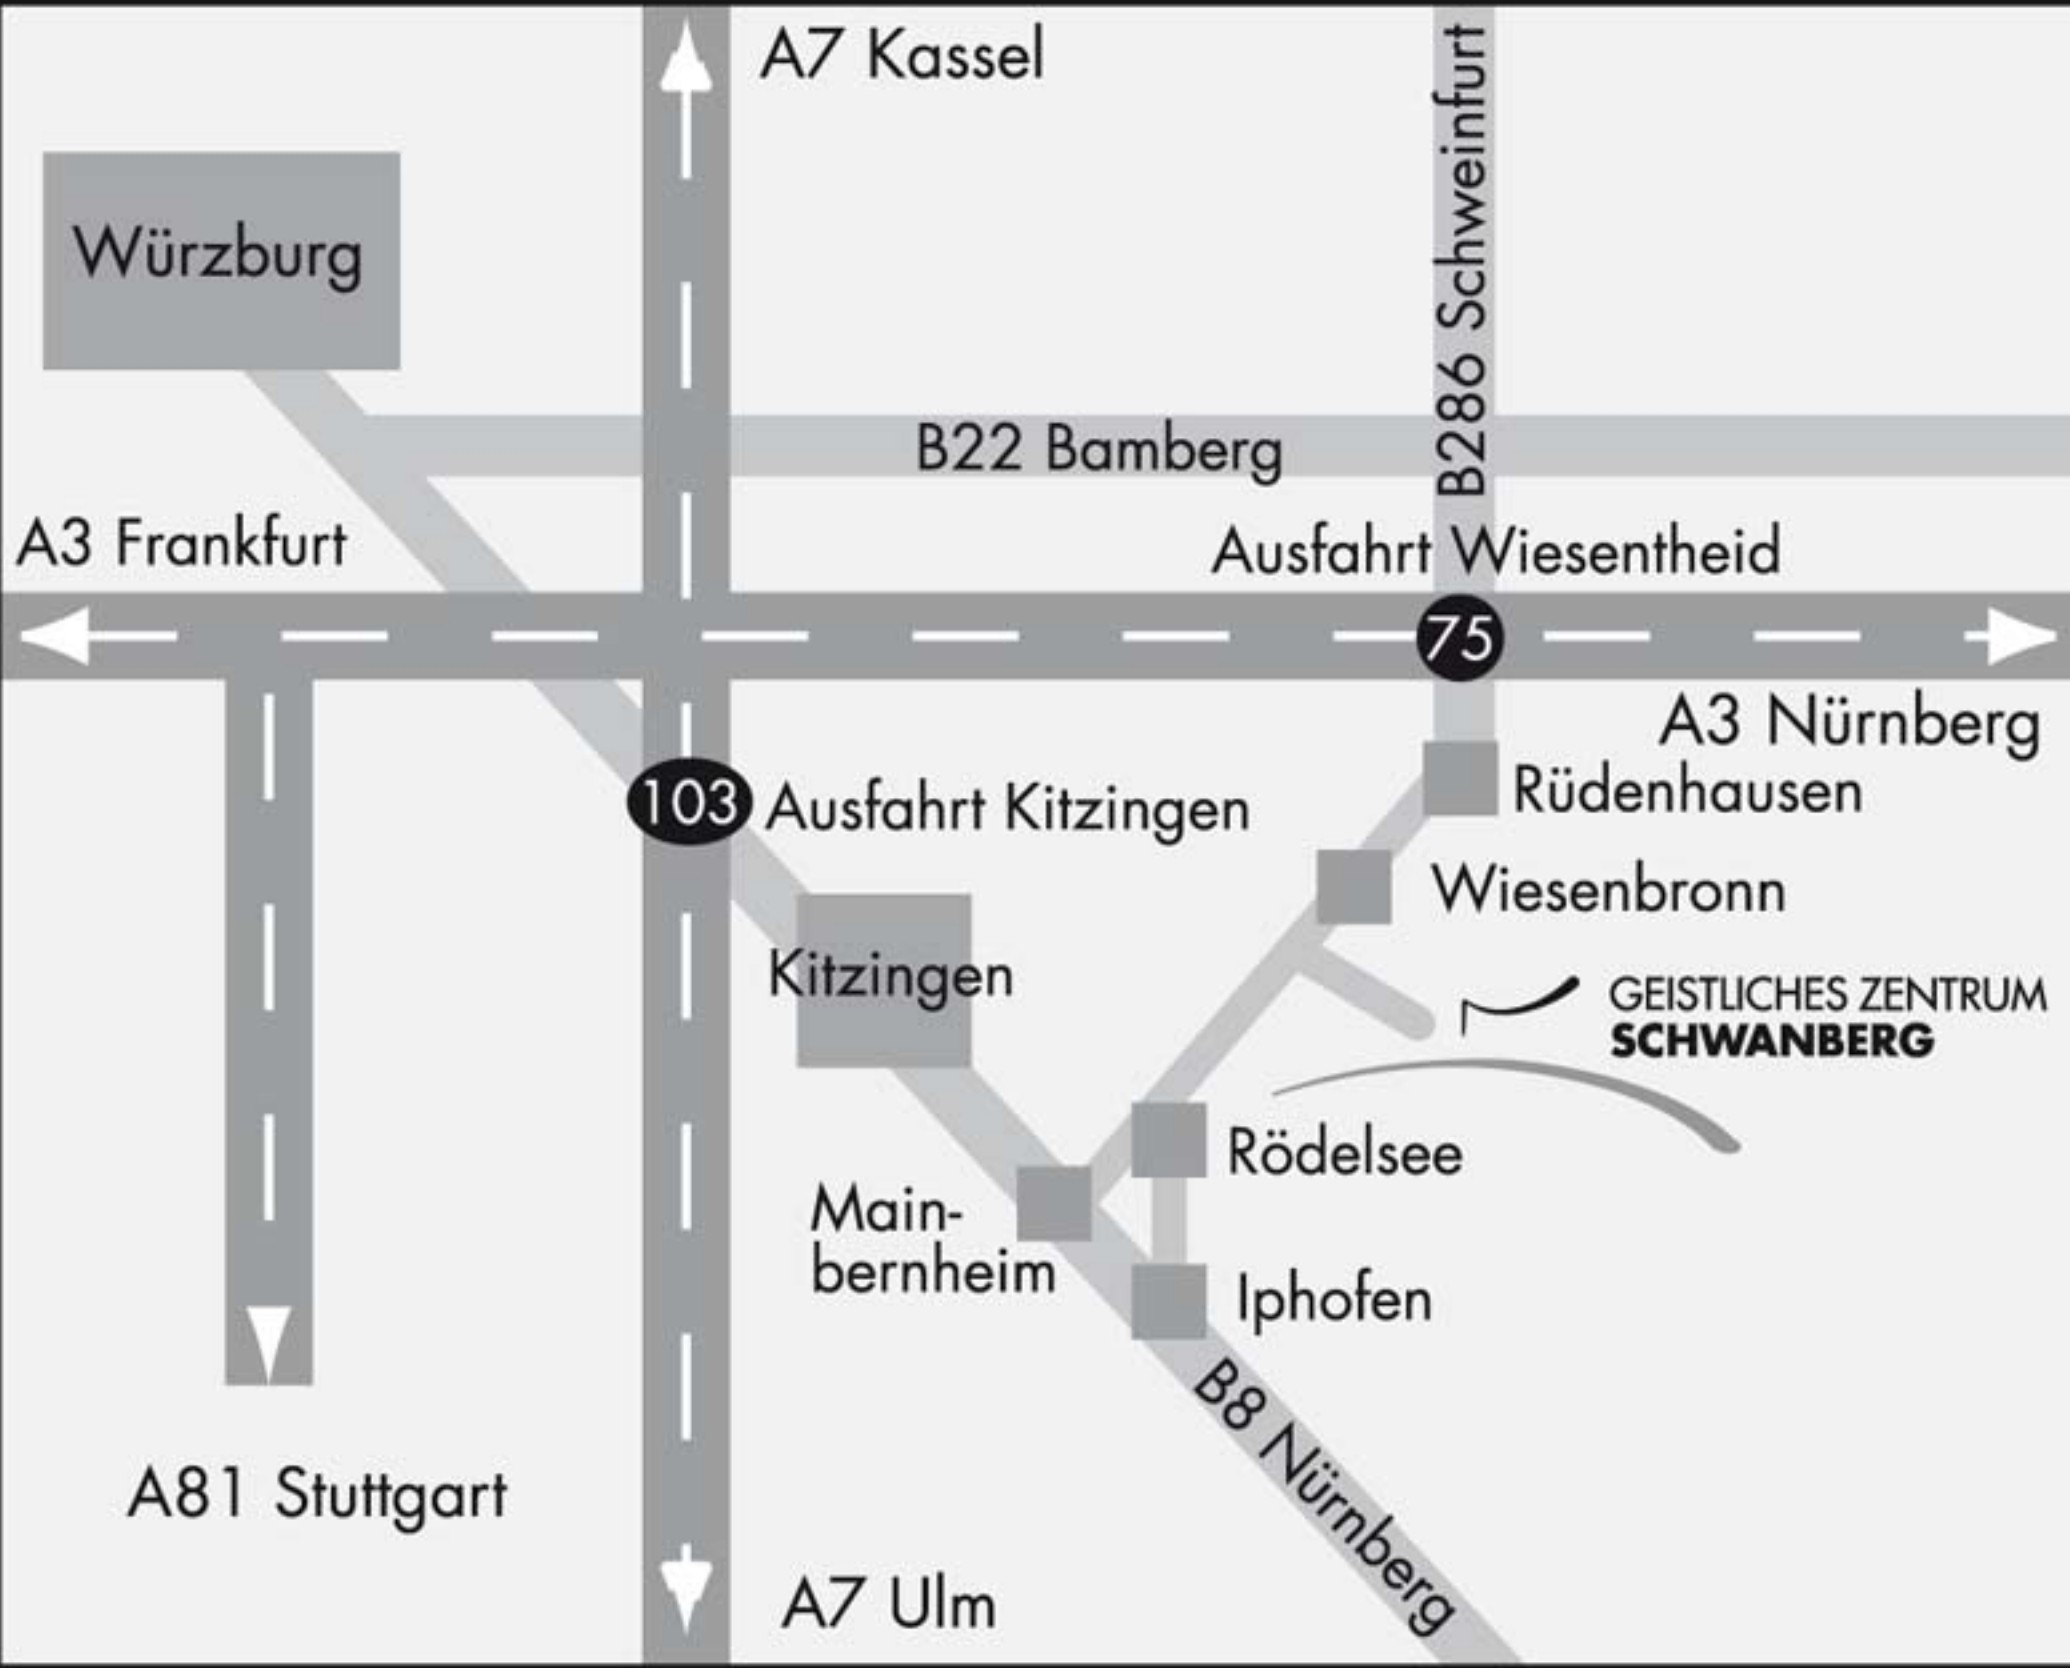 A7 Kassel
B286 Schweinfurt
Würzburg
B22 Bamberg
A3 Frankfurt
Ausfahrt Wiesentheid
75
A3 Nürnberg
Rüdenhausen
103 Ausfahrt Kitzingen
Wiesenbronn
Kitzingen
GEISTLICHES ZENTRUM
SCHWANBERG
Rödelsee
Main-
bernheim
Iphofen
B8 Nürnberg
A81 Stuttgart
A7 Ulm